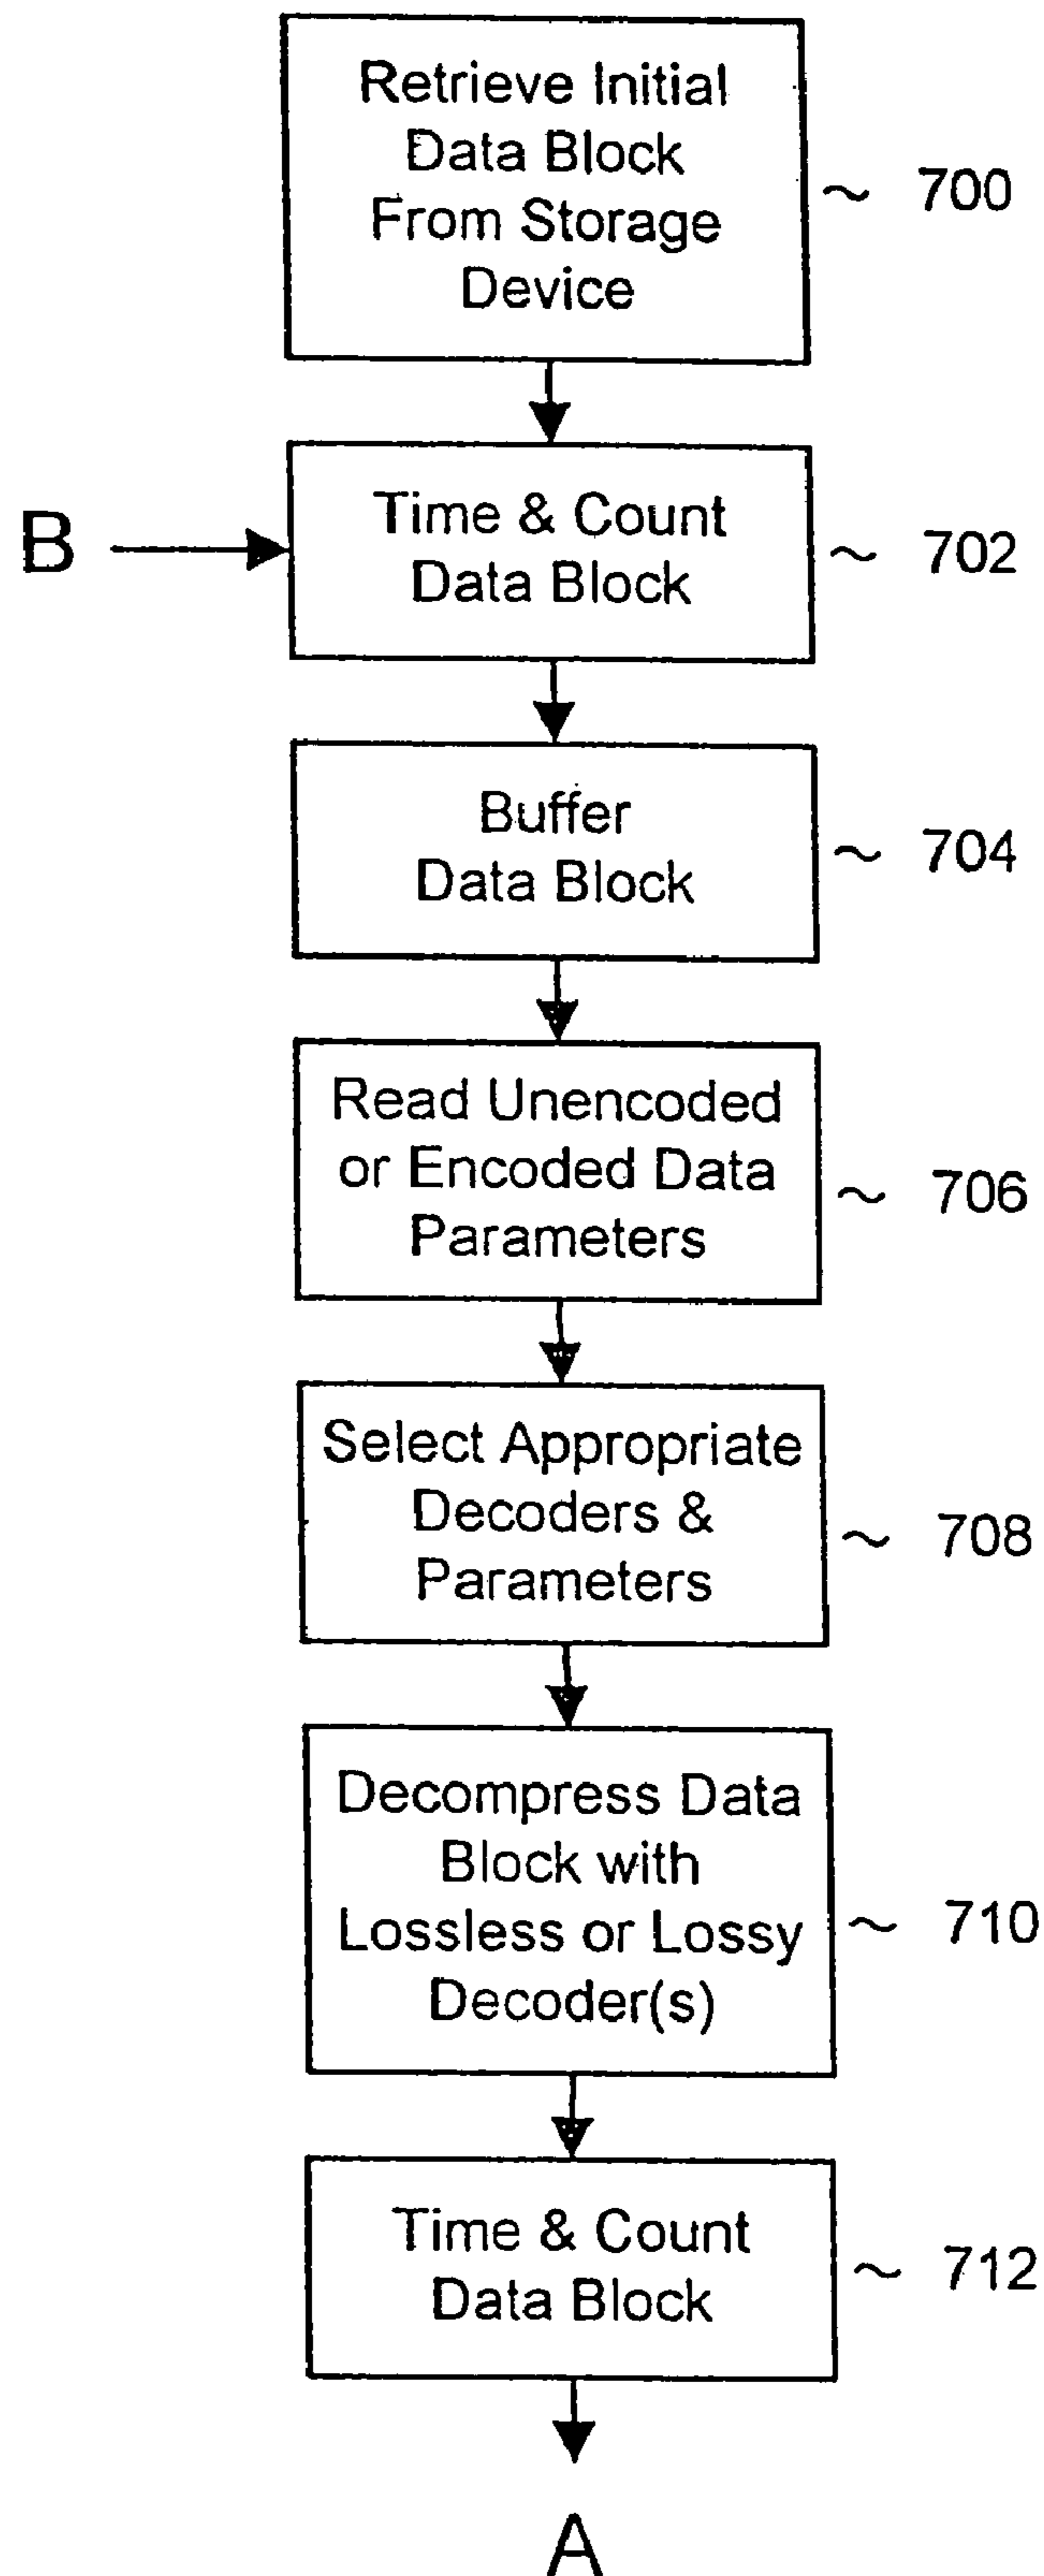 Retrieve Initial
Data Block
From Storage
Device
~ 700
B
Time & Count
Data Block
~ 702
Buffer
Data Block
~ 704
Read Unencoded
or Encoded Data
Parameters
~ 706
Select Appropriate
Decoders &
Parameters
~ 708
Decompress Data
Block with
Lossless or Lossy
Decoder(s)
~ 710
Time & Count
Data Block
~ 712
A